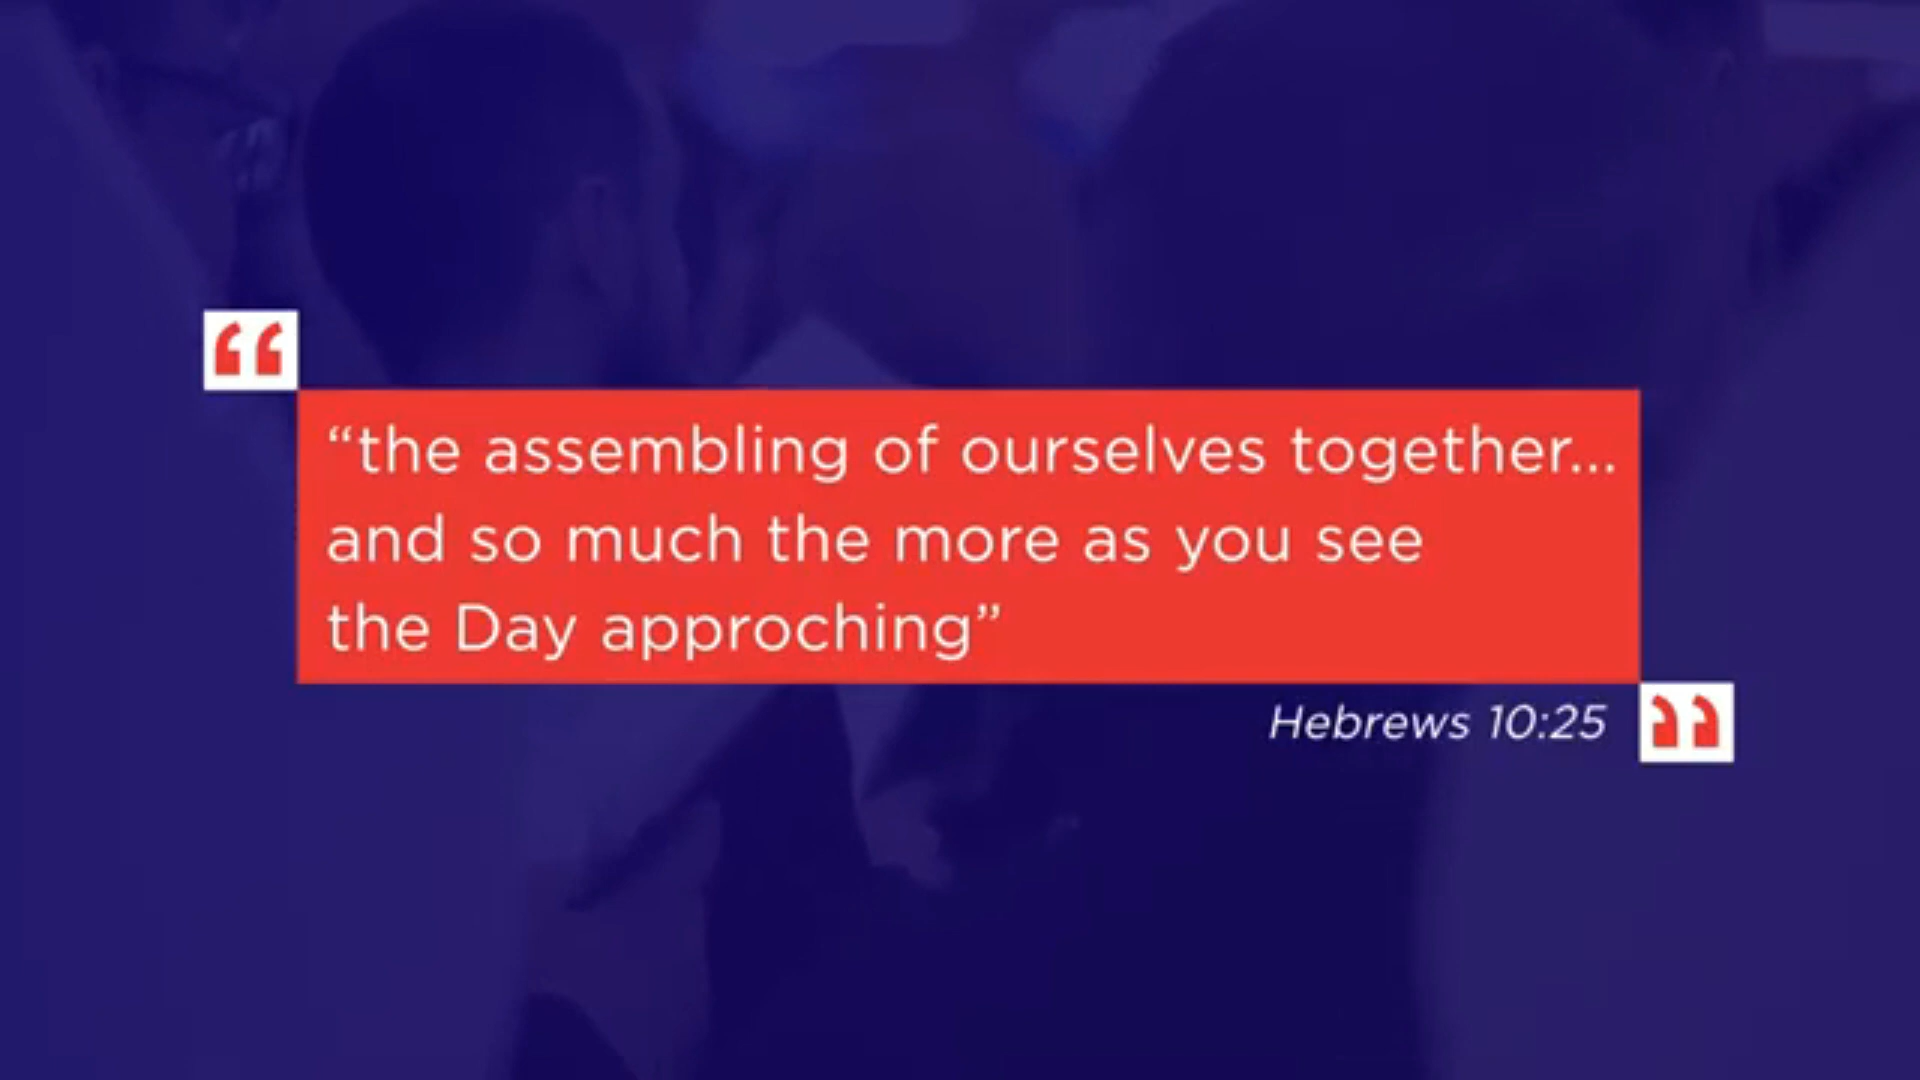 “the assembling of ourselves together...
and so much the more as you see
the Day approching”
Hebrews 10:25